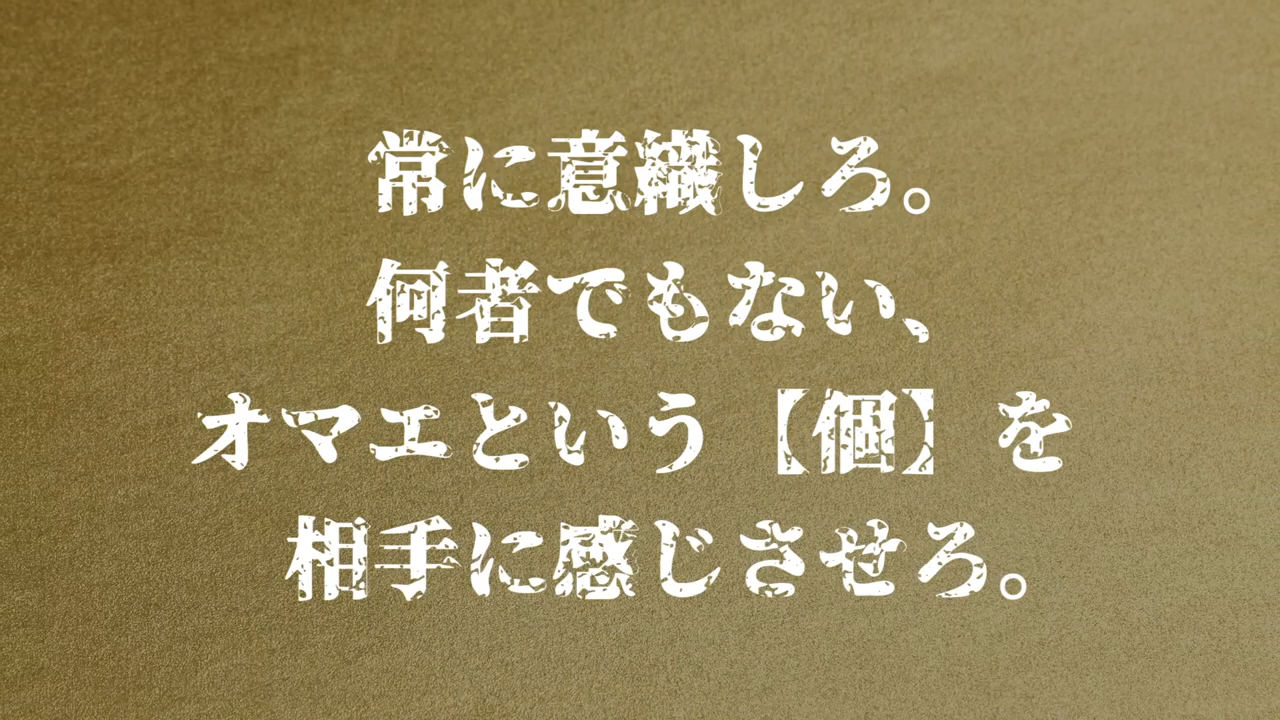 常に意識しろ。
何者でもない、
オマエという【個】を
相手に感じさせろ。